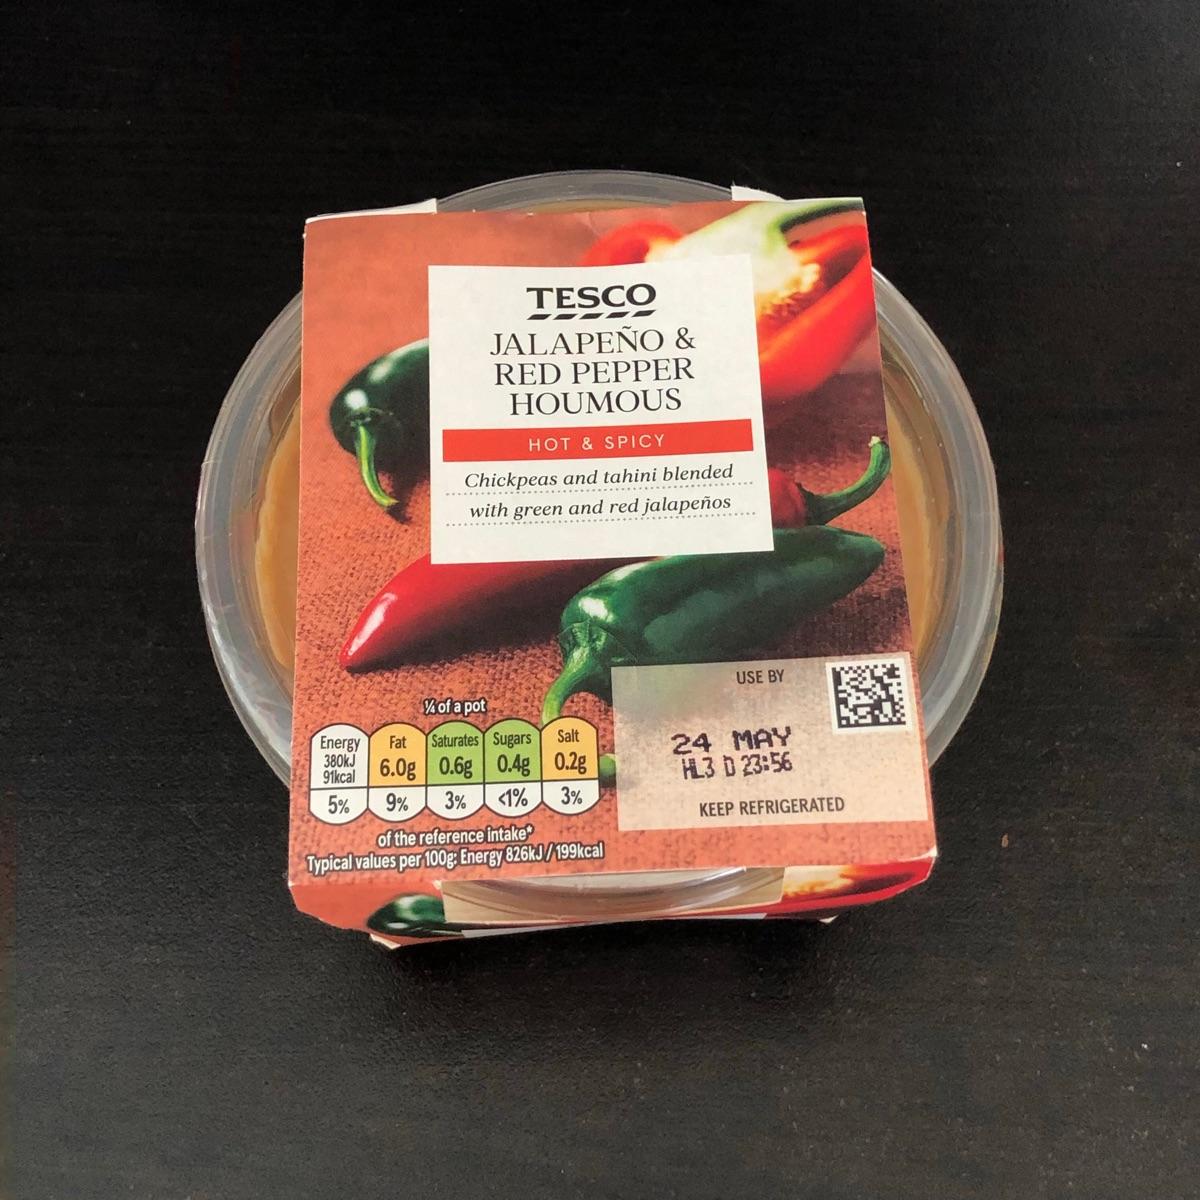 TESCO
JALAPEÑO &
RED PEPPER
HOUMOUS
HOT & SPICY
Chickpeas and tahini blended
with green and red jalapeños
USE BY
24 MAY
HL3 D 23:56
KEEP REFRIGERATED
¼ of a pot
Energy Fat Saturates Sugars Salt
380kJ 6.0g 0.6g 0.4g 0.2g
91kcal
5% 9% 3% <1% 3%
of the reference intake*
Typical values per 100g: Energy 826kJ / 199kcal